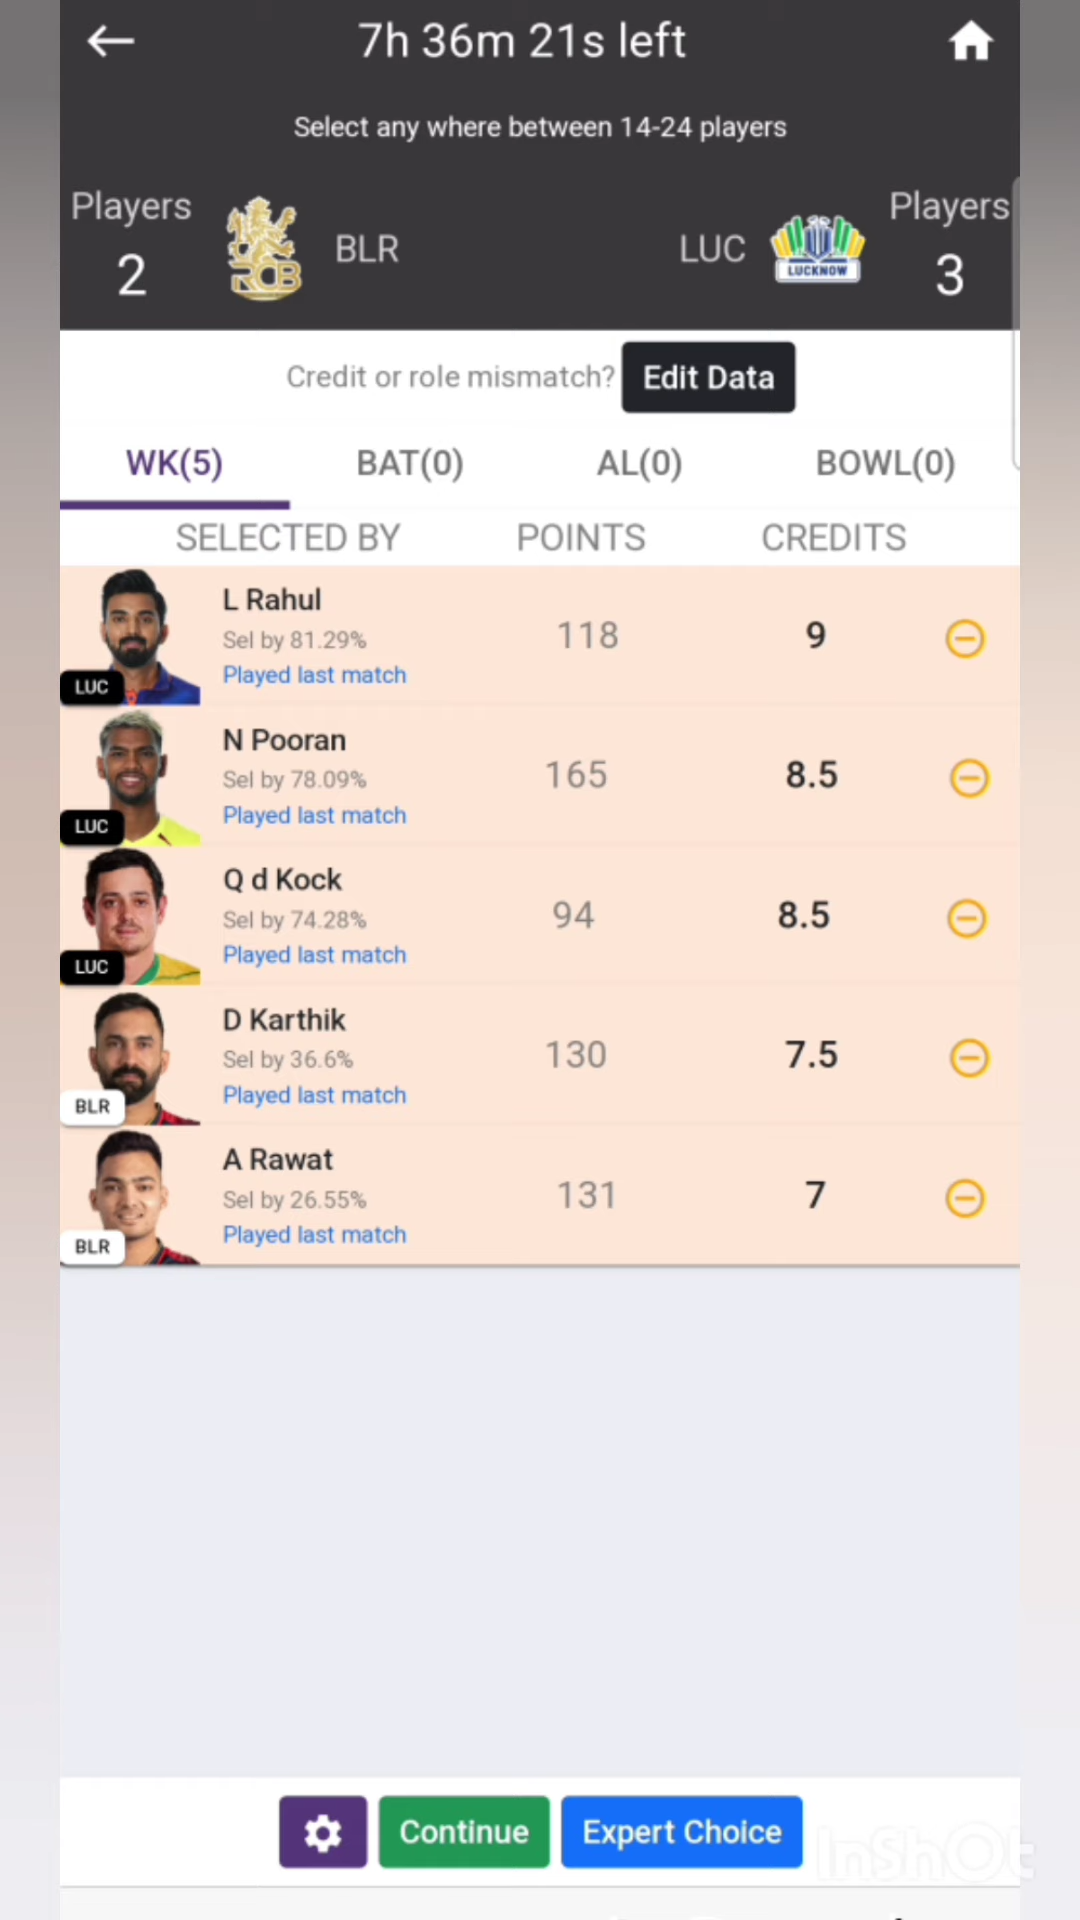 7h 36m 21s left
Select any where between 14-24 players
Players
2
RCB
BLR
LUC
LUCKNOW
Players
3
Credit or role mismatch? Edit Data
WK(5) BAT(0) AL(0) BOWL(0)
SELECTED BY POINTS CREDITS
L Rahul
Sel by 81.29%
Played last match
LUC
118
9
N Pooran
Sel by 78.09%
Played last match
LUC
165
8.5
Q d Kock
Sel by 74.28%
Played last match
LUC
94
8.5
D Karthik
Sel by 36.6%
Played last match
BLR
130
7.5
A Rawat
Sel by 26.55%
Played last match
BLR
131
7
Continue
Expert Choice
InShOt